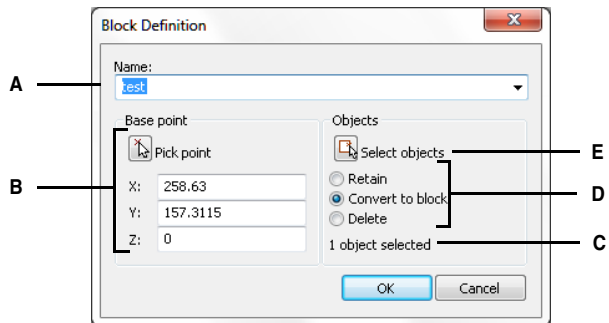 Block Definition
Name:
A
test
Base point
Objects
Pick point
Select objects
E
B
X: 258.63
Y: 157.3115
Z: 0
Retain
Convert to block
Delete
D
1 object selected
C
OK
Cancel